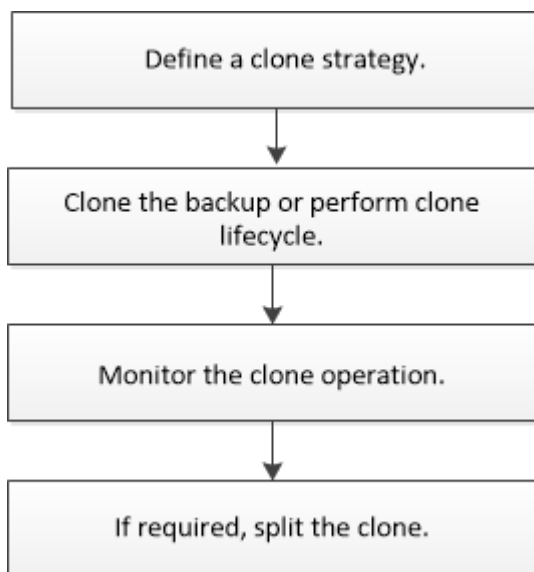 Define a clone strategy.
Clone the backup or perform clone
lifecycle.
Monitor the clone operation.
If required, split the clone.